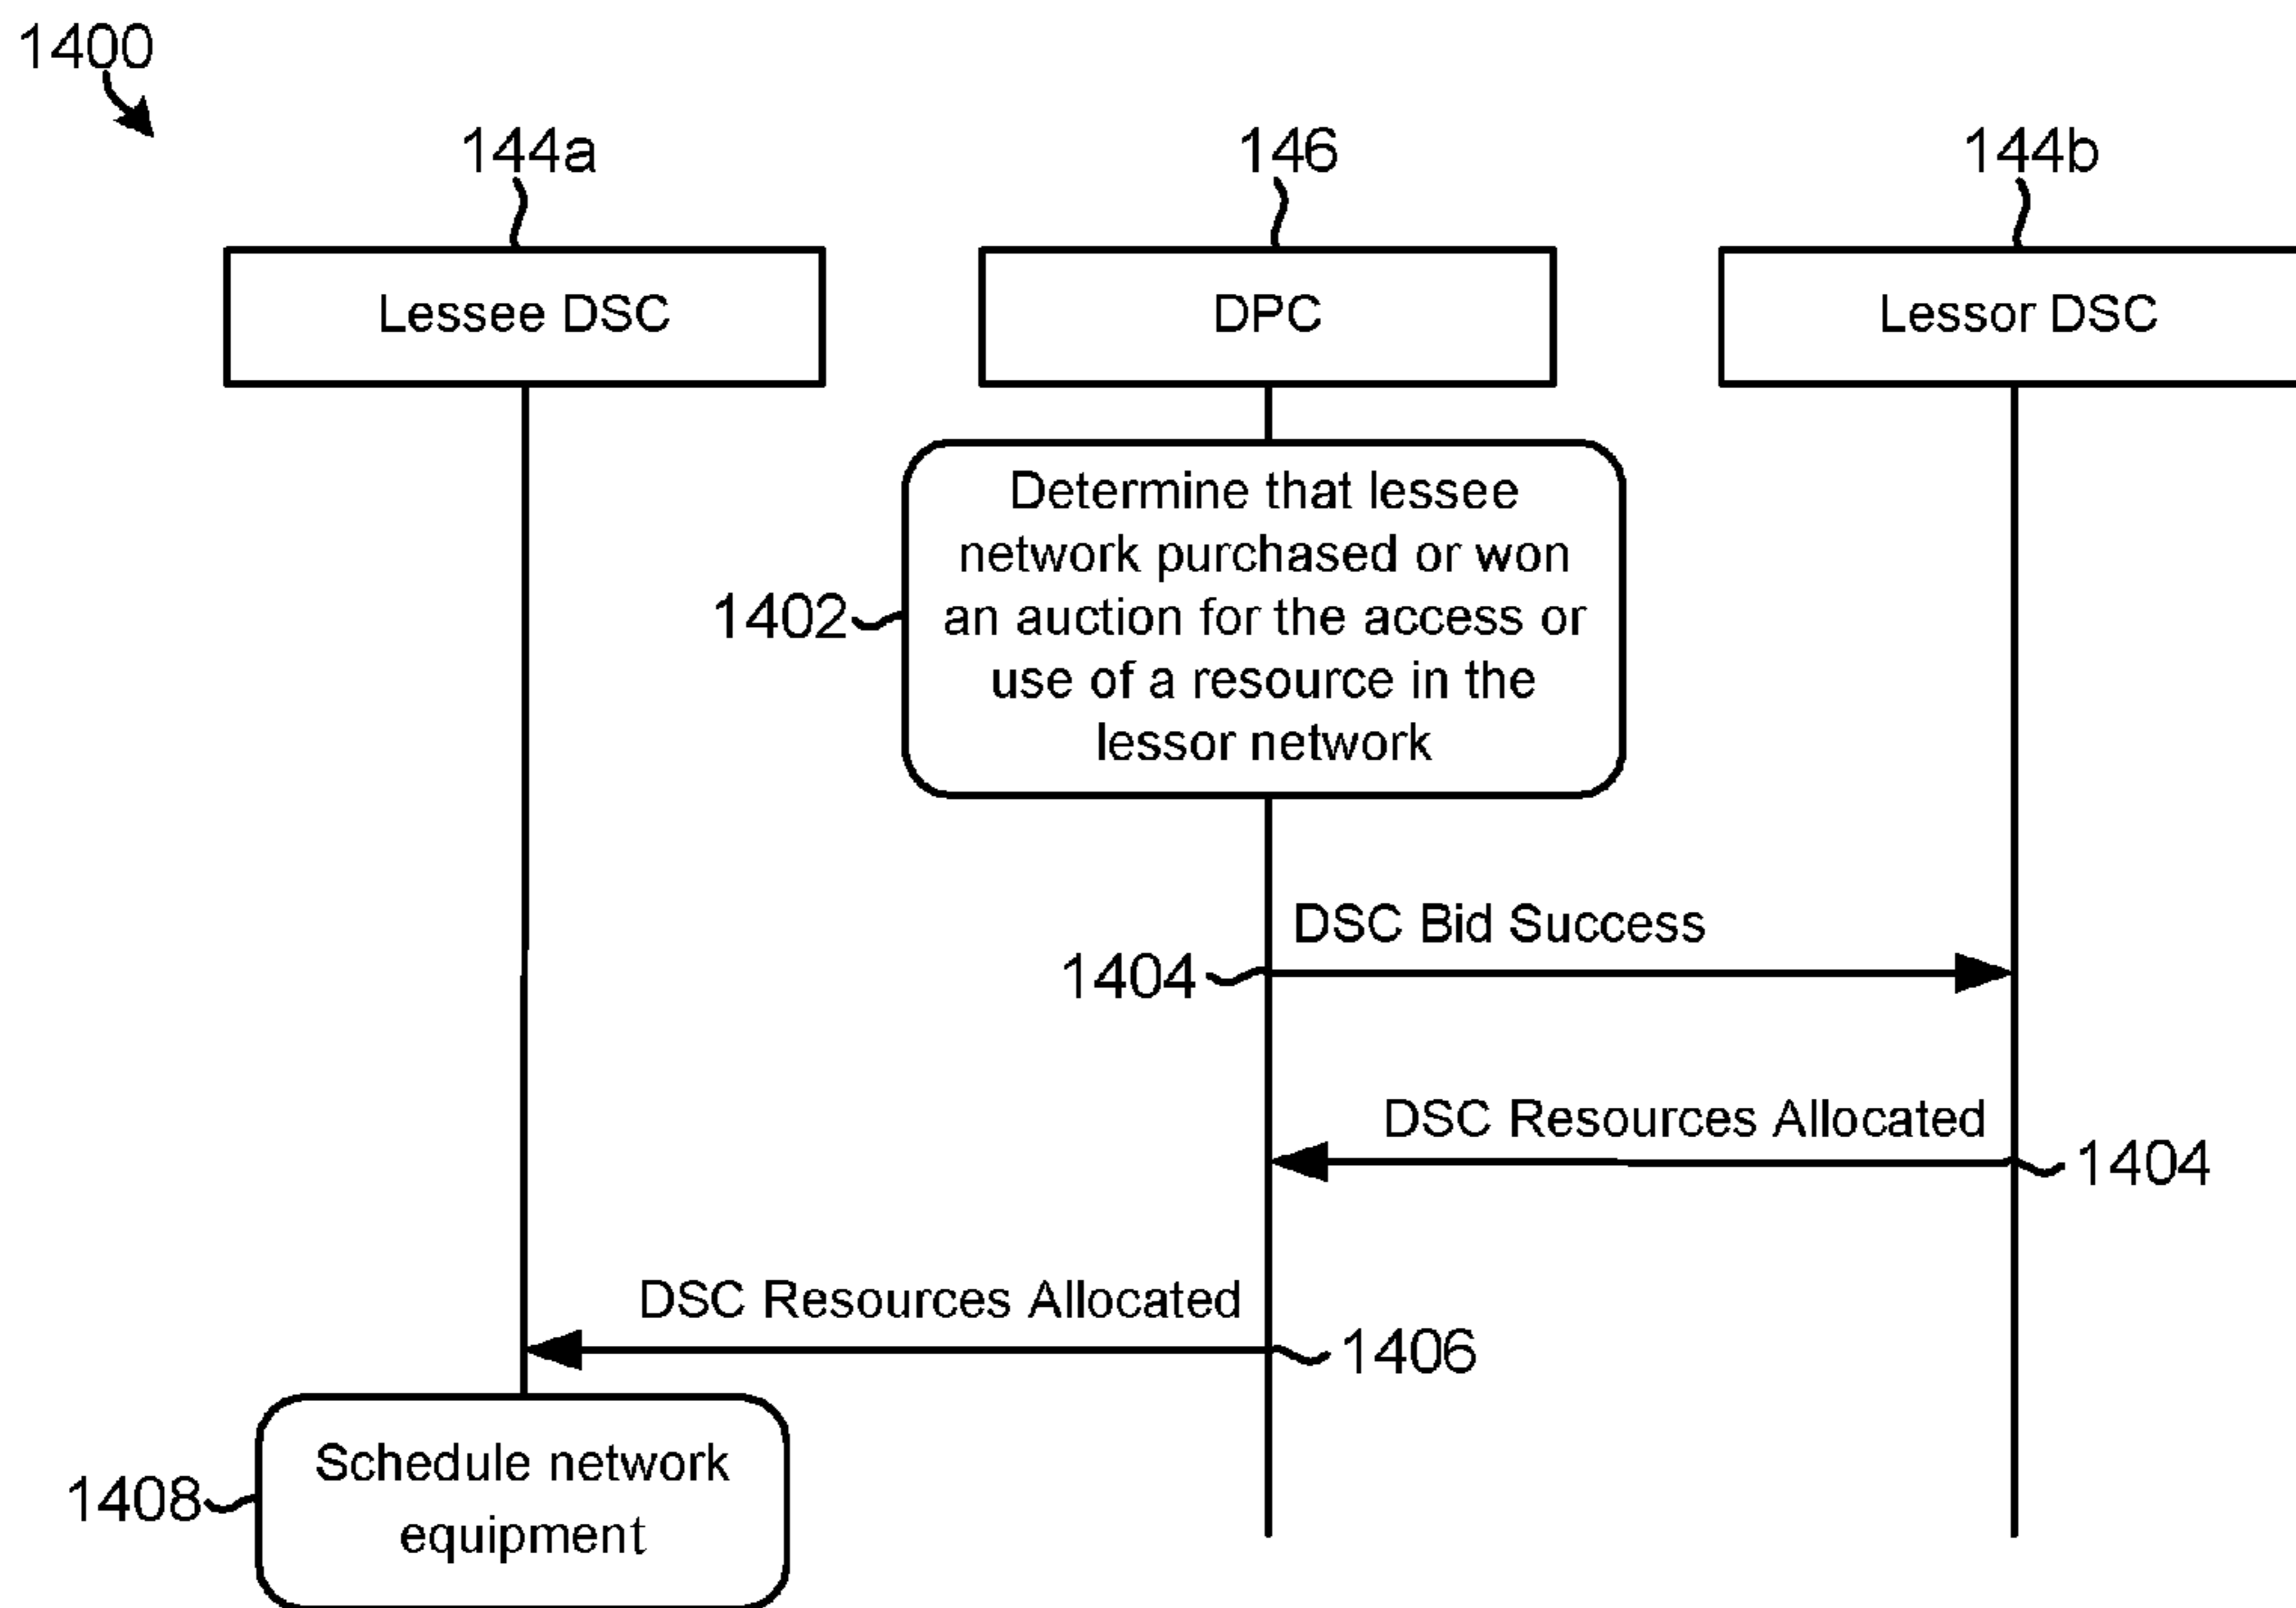 1400
144a
146
144b
Lessee DSC
DPC
Lessor DSC
Determine that lessee
network purchased or won
an auction for the access or
use of a resource in the
lessor network
1402
DSC Bid Success
1404
DSC Resources Allocated
1404
DSC Resources Allocated
1406
Schedule network
equipment
1408